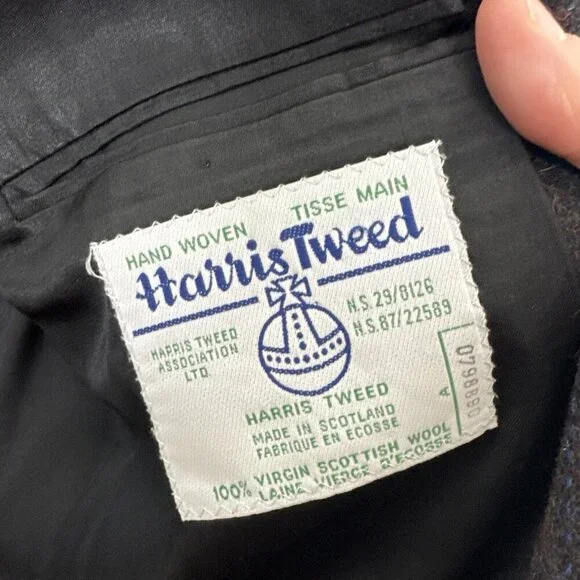 HAND WOVEN TISSE MAIN
Harris Tweed
HARRIS TWEED
ASSOCIATION
LTD.
N.S. 29/8126
N.S. 87/22589
HARRIS TWEED
MADE IN SCOTLAND
FABRIQUE EN ECOSSE
100% VIRGIN SCOTTISH WOOL
LAINE VIERGE D'ECOSSE
A